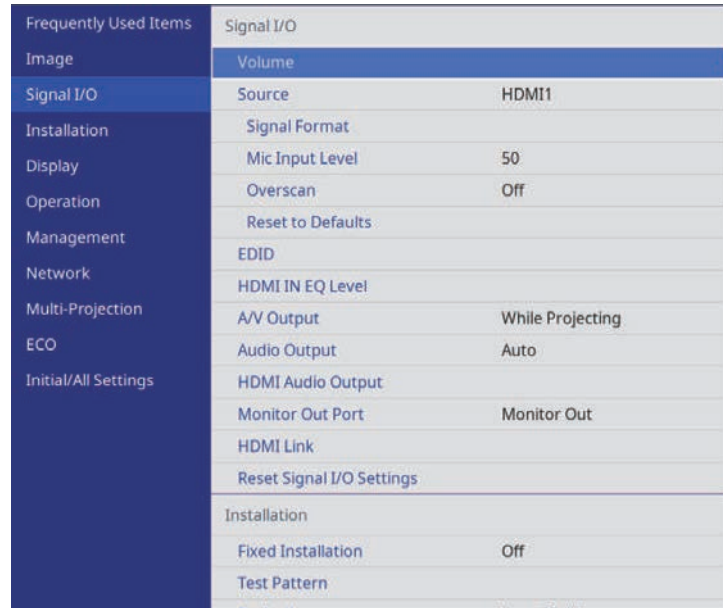 Frequently Used Items
Image
Signal I/O
Installation
Display
Operation
Management
Network
Multi-Projection
ECO
Initial/All Settings
Signal I/O
Volume
Source HDMI1
Signal Format
Mic Input Level 50
Overscan Off
Reset to Defaults
EDID
HDMI IN EQ Level
A/V Output While Projecting
Audio Output Auto
HDMI Audio Output
Monitor Out Port Monitor Out
HDMI Link
Reset Signal I/O Settings
Installation
Fixed Installation Off
Test Pattern